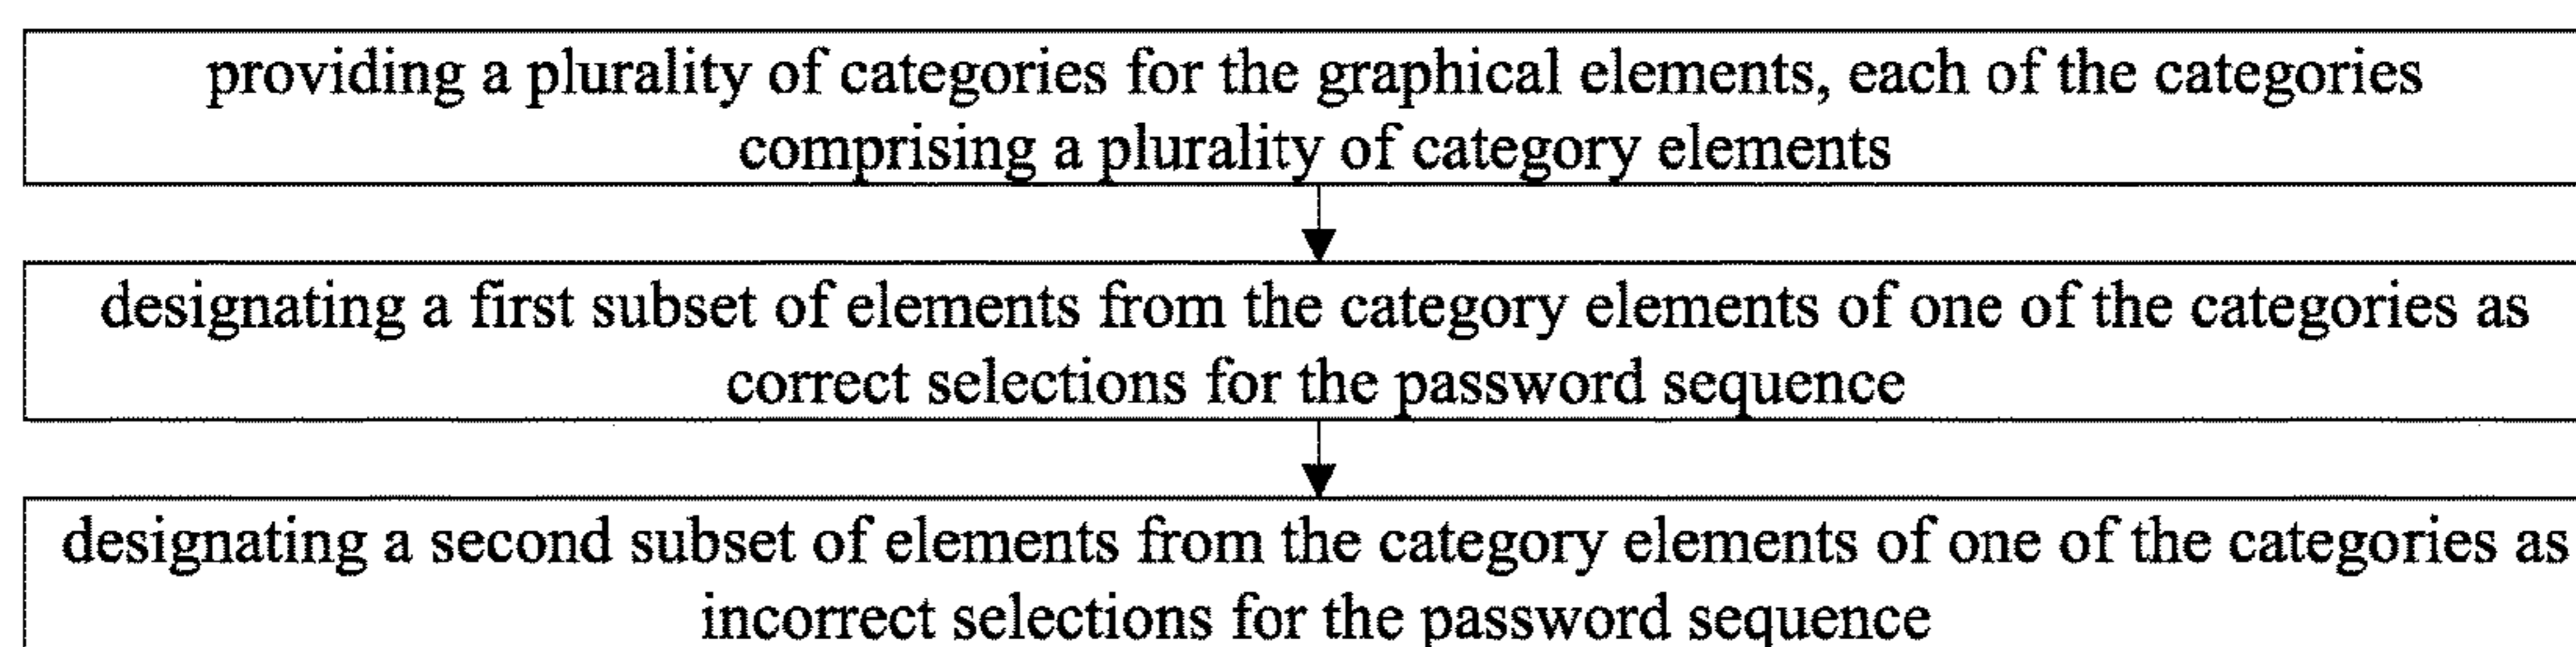 providing a plurality of categories for the graphical elements, each of the categories
comprising a plurality of category elements
designating a first subset of elements from the category elements of one of the categories as
correct selections for the password sequence
designating a second subset of elements from the category elements of one of the categories as
incorrect selections for the password sequence